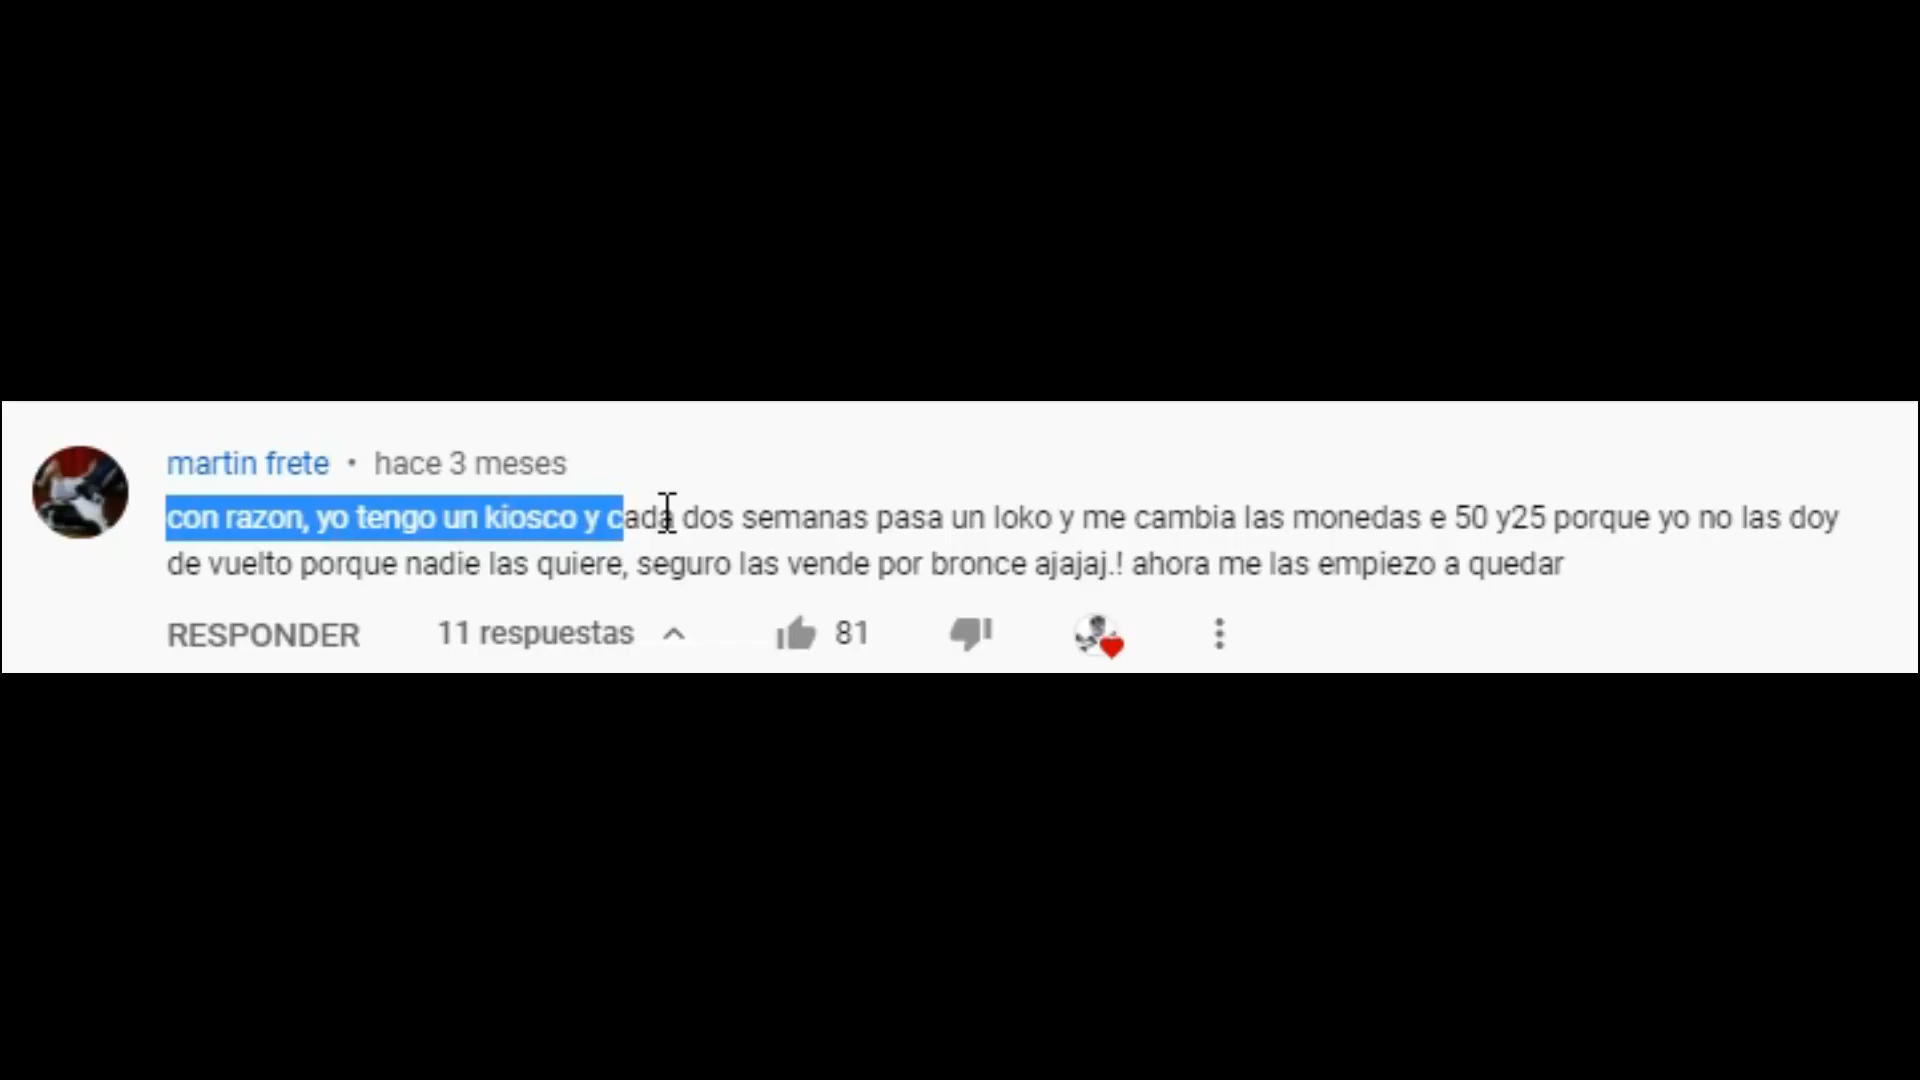 martin frete • hace 3 meses
con razon, yo tengo un kiosco y cada dos semanas pasa un loko y me cambia las monedas e 50 y25 porque yo no las doy
de vuelto porque nadie las quiere, seguro las vende por bronce ajajaj.! ahora me las empiezo a quedar
RESPONDER 11 respuestas 81